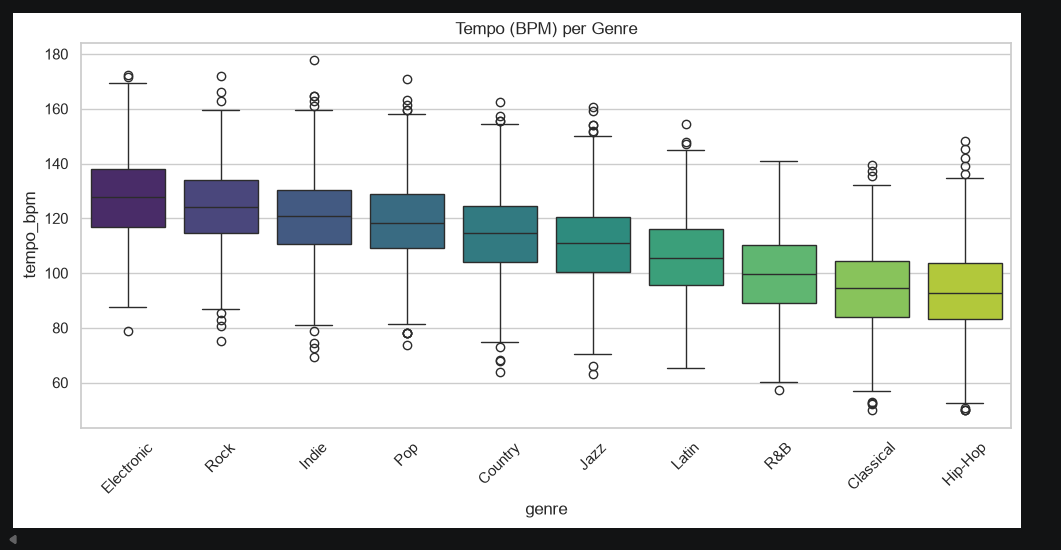 Tempo (BPM) per Genre
180
160
140
120
100
80
60
tempo_bpm
Electronic
Rock
Indie
Pop
Country
Jazz
Latin
R&B
Classical
Hip-Hop
genre